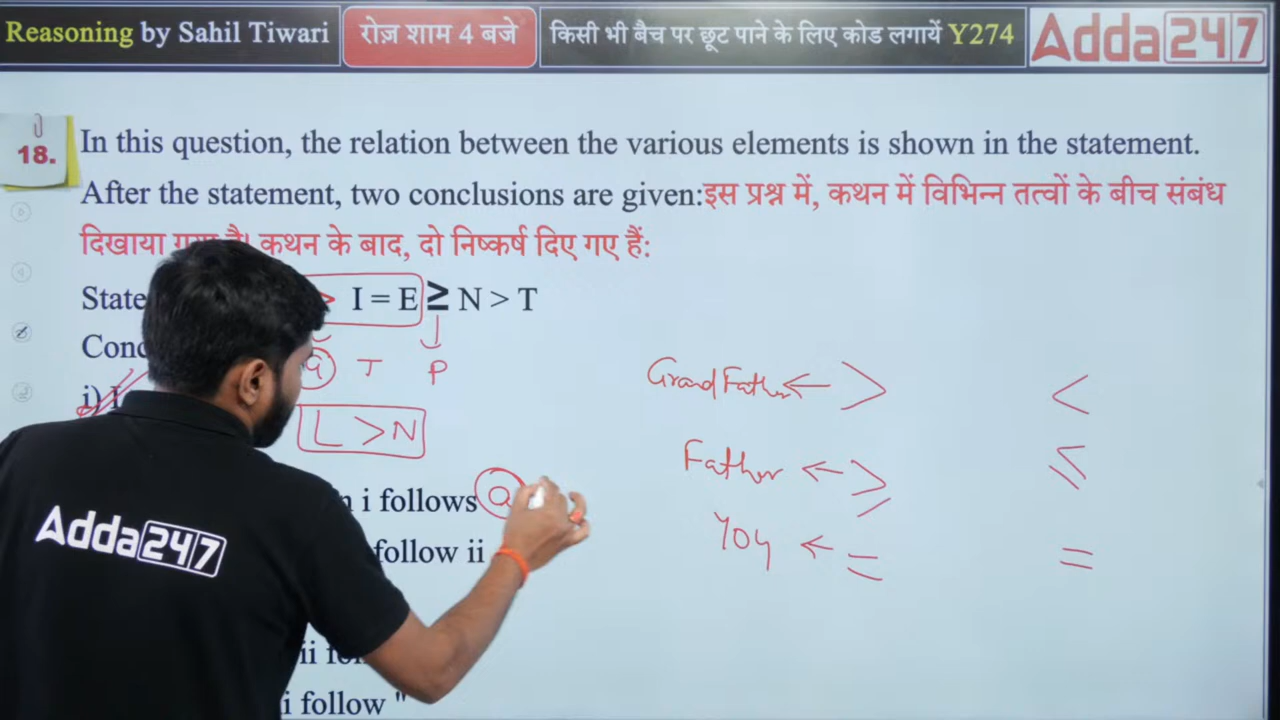 Reasoning by Sahil Tiwari
रोज़ शाम 4 बजे
किसी भी बैच पर छूट पाने के लिए कोड लगायें Y274
Adda247
18.
In this question, the relation between the various elements is shown in the statement.
After the statement, two conclusions are given:इस प्रश्न में, कथन में विभिन्न तत्वों के बीच संबंध
दिखाया गया है। कथन के बाद, दो निष्कर्ष दिए गए हैं:
> I = E ≥ N > T
G T P
i)
L > N
Grand Father ← > <
Father ← ≥ ≤
You ← = =
i follows a
follow ii
ii
i follow "
Adda247